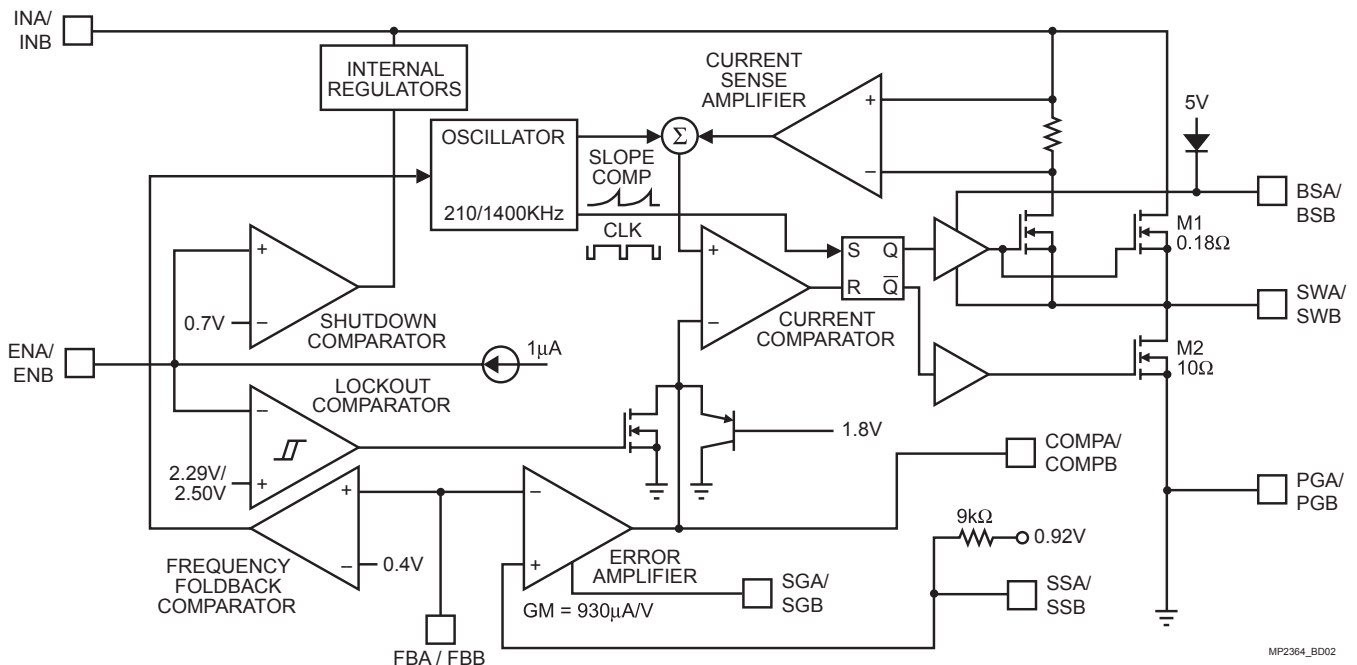 INA/
INB
INTERNAL
REGULATORS
CURRENT
SENSE
AMPLIFIER
+
−
5V
OSCILLATOR
210/1400KHz
Σ
SLOPE
COMP
CLK
BSA/
BSB
M1
0.18Ω
+
−
0.7V
SHUTDOWN
COMPARATOR
+
−
CURRENT
COMPARATOR
S Q
R Q̅
SWA/
SWB
ENA/
ENB
1μA
M2
10Ω
LOCKOUT
COMPARATOR
−
+
2.29V/
2.50V
1.8V
COMPA/
COMPB
+
−
0.4V
FREQUENCY
FOLDBACK
COMPARATOR
−
+
ERROR
AMPLIFIER
GM = 930μA/V
SGA/
SGB
9kΩ
0.92V
PGA/
PGB
SSA/
SSB
FBA / FBB
MP2364_BD02